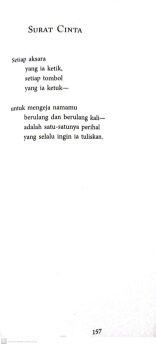 SURAT CINTA
setiap aksara
yang ia ketik,
setiap tombol
yang ia ketuk—
untuk mengeja namamu
berulang dan berulang kali—
adalah satu-satunya perihal
yang selalu ingin ia tuliskan.
157